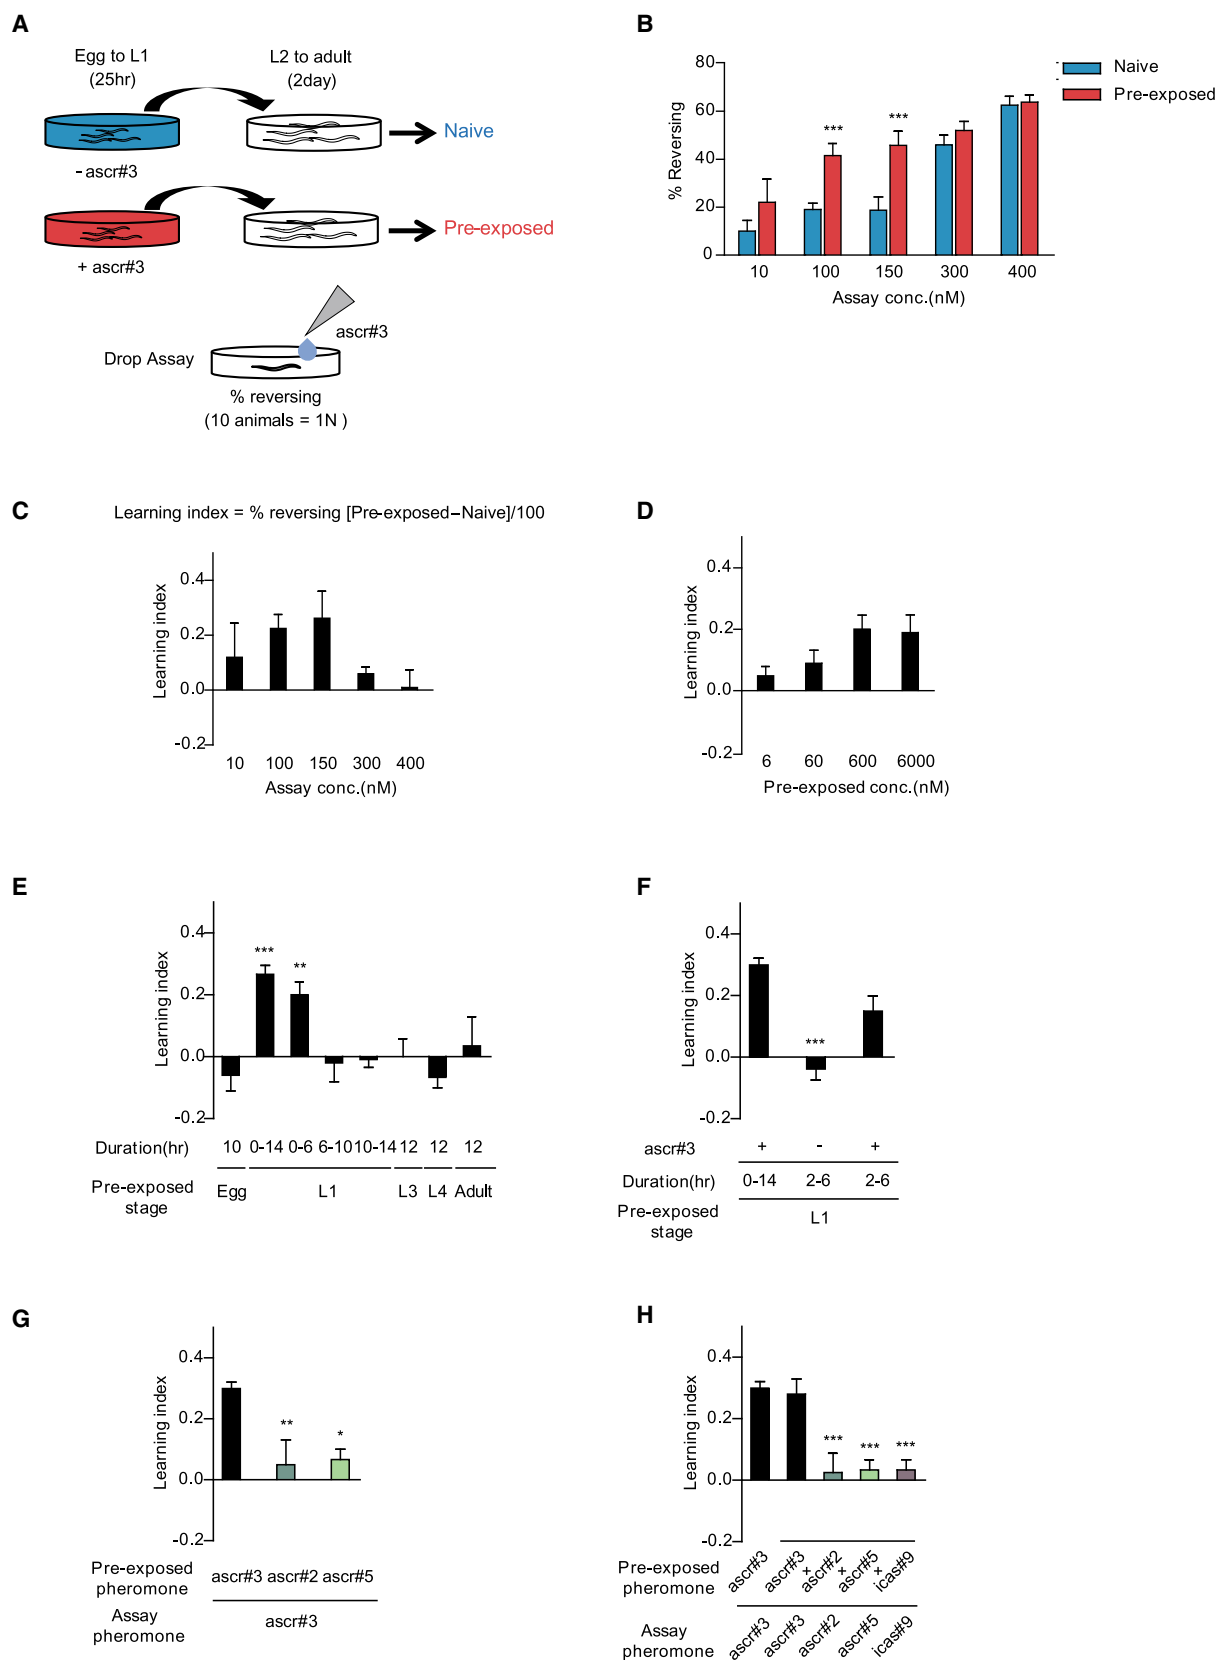 A
Egg to L1
(25hr)
L2 to adult
(2day)
Naive
- ascr#3
Pre-exposed
+ ascr#3
ascr#3
Drop Assay
% reversing
(10 animals = 1N )
B
80
60
40
20
0
% Reversing
Naive
Pre-exposed
***
***
10 100 150 300 400
Assay conc.(nM)
C
Learning index = % reversing [Pre-exposed–Naive]/100
Learning index
0.4
0.2
0.0
-0.2
10 100 150 300 400
Assay conc.(nM)
D
Learning index
0.4
0.2
0.0
-0.2
6 60 600 6000
Pre-exposed conc.(nM)
E
Learning index
0.4
0.2
0.0
-0.2
***
**
Duration(hr) 10 0-14 0-6 6-10 10-14 12 12 12
Pre-exposed
stage
Egg L1 L3 L4 Adult
F
Learning index
0.4
0.2
0.0
-0.2
***
ascr#3 + - +
Duration(hr) 0-14 2-6 2-6
Pre-exposed
stage
L1
G
Learning index
0.4
0.2
0.0
-0.2
**
*
Pre-exposed
pheromone
ascr#3 ascr#2 ascr#5
Assay
pheromone
ascr#3
H
Learning index
0.4
0.2
0.0
-0.2
***
***
***
Pre-exposed
pheromone
ascr#3 ascr#3 + ascr#2 + ascr#5 + icas#9
Assay
pheromone
ascr#3 ascr#3 ascr#2 ascr#5 icas#9